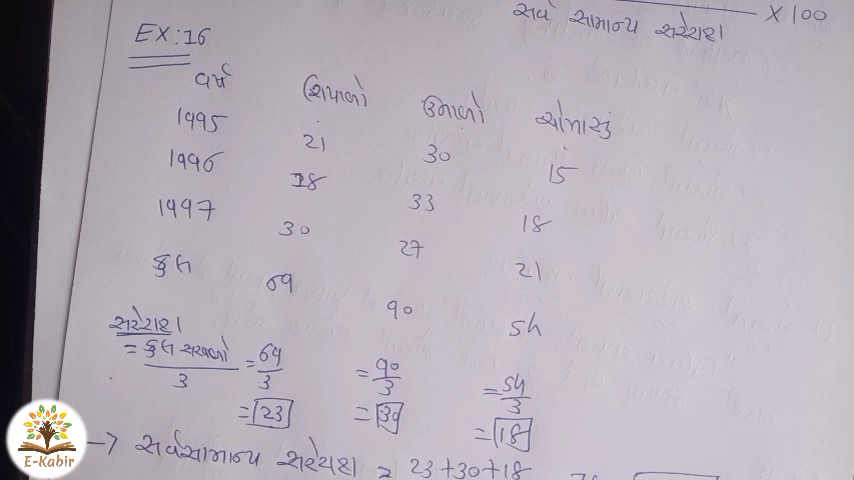 સર્વ સામાન્ય સરેરાશ × 100
EX:16
વર્ષ શિયાળો ઉનાળો ચોમાસુ
1995 21 30 15
1996 18 33 18
1997 30 27 21
કુલ ૬9 90 54
સરેરાશ
= કુલ સરવાળો / 3 = 69/3 = 90/3 = 54/3
= 23 = 30 = 18
→ સર્વસામાન્ય સરેરાશ = 23+30+18
E-Kabir